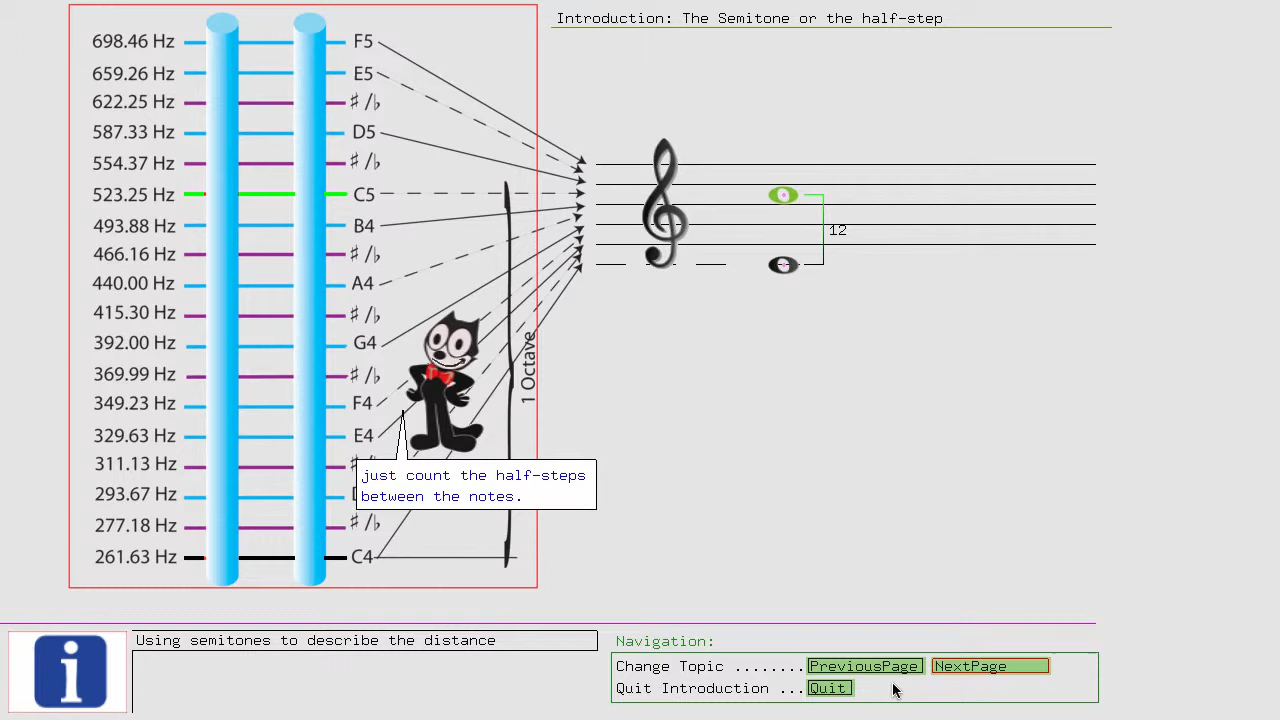 Introduction: The Semitone or the half-step
698.46 Hz F5
659.26 Hz E5
622.25 Hz ♯/♭
587.33 Hz D5
554.37 Hz ♯/♭
523.25 Hz C5
493.88 Hz B4
466.16 Hz ♯/♭
440.00 Hz A4
415.30 Hz ♯/♭
392.00 Hz G4
369.99 Hz ♯/♭
349.23 Hz F4
329.63 Hz E4
311.13 Hz
293.67 Hz
277.18 Hz ♯/♭
261.63 Hz C4
1 Octave
12
just count the half-steps
between the notes.
i
Using semitones to describe the distance
Navigation:
Change Topic ........ PreviousPage NextPage
Quit Introduction ... Quit